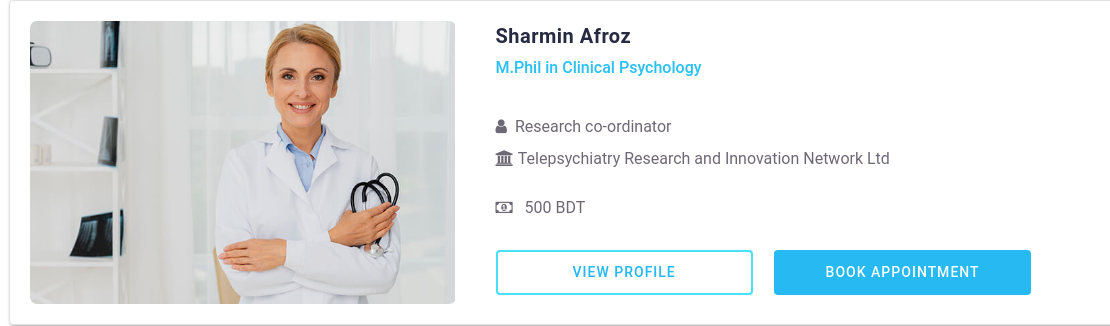 Sharmin Afroz
M.Phil in Clinical Psychology
Research co-ordinator
Telepsychiatry Research and Innovation Network Ltd
500 BDT
VIEW PROFILE
BOOK APPOINTMENT